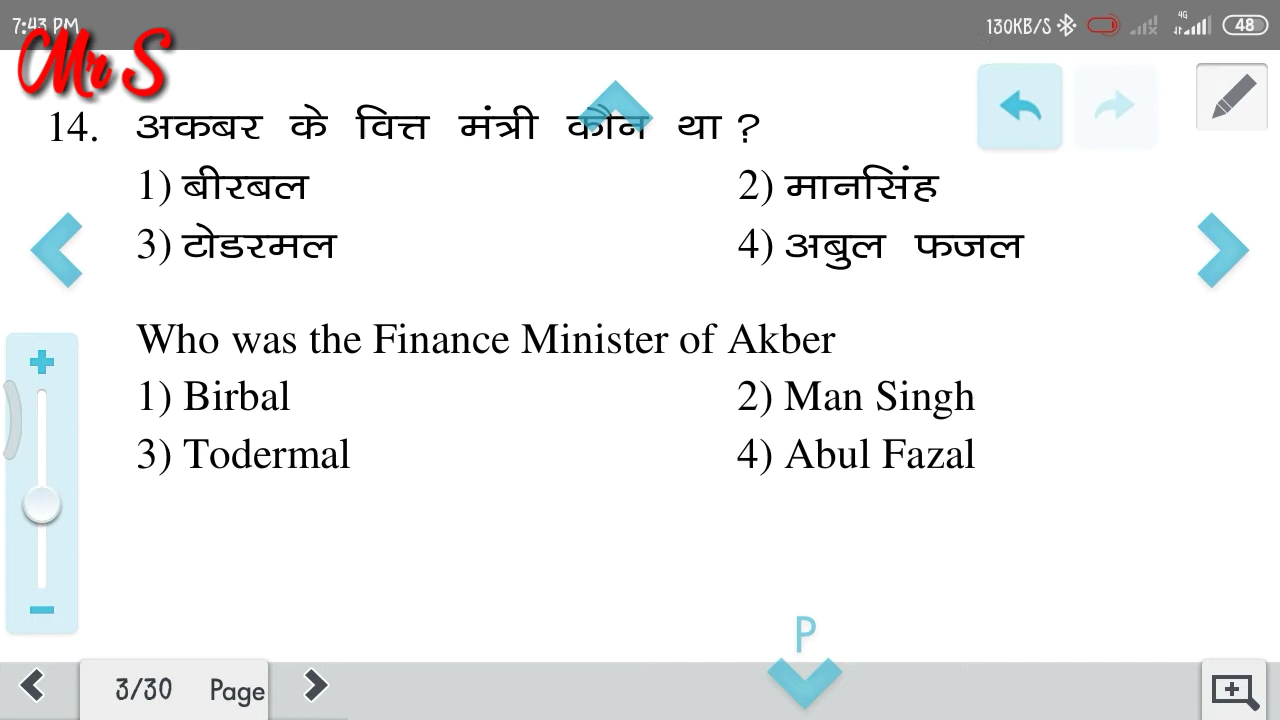 7:43 PM 130KB/S 4G 48
Mr S
14. अकबर के वित्त मंत्री कौन था ?
1) बीरबल 2) मानसिंह
3) टोडरमल 4) अबुल फजल
Who was the Finance Minister of Akber
1) Birbal 2) Man Singh
3) Todermal 4) Abul Fazal
P
3/30 Page